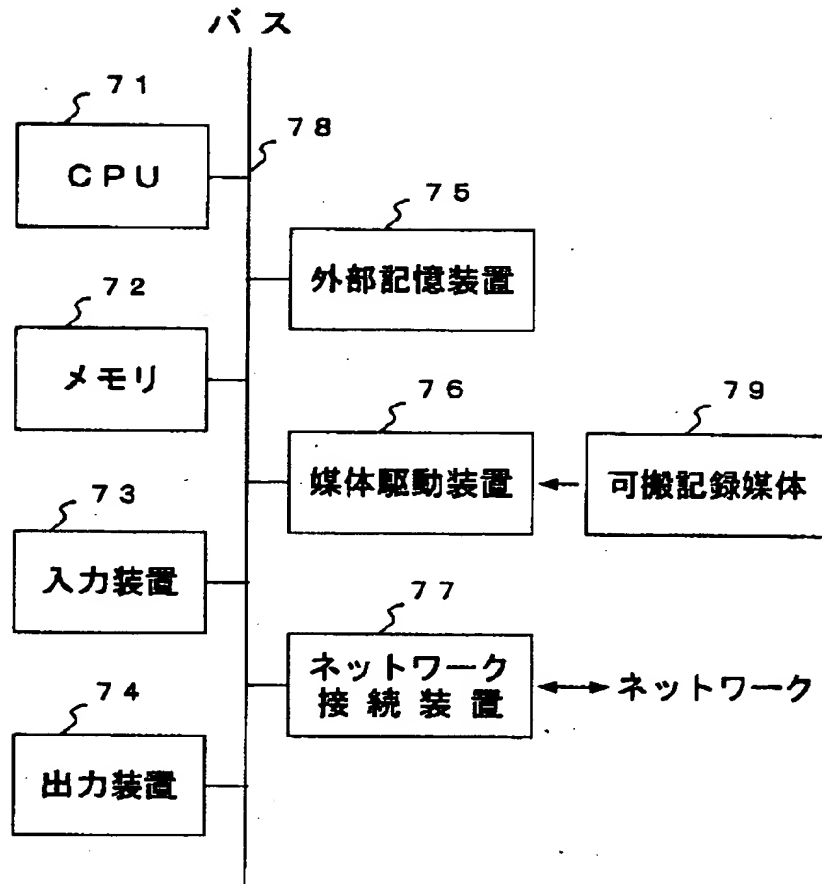 バス
71
CPU
78
75
外部記憶装置
72
メモリ
76
媒体駆動装置
79
可搬記録媒体
73
入力装置
77
ネットワーク
接続装置
ネットワーク
74
出力装置